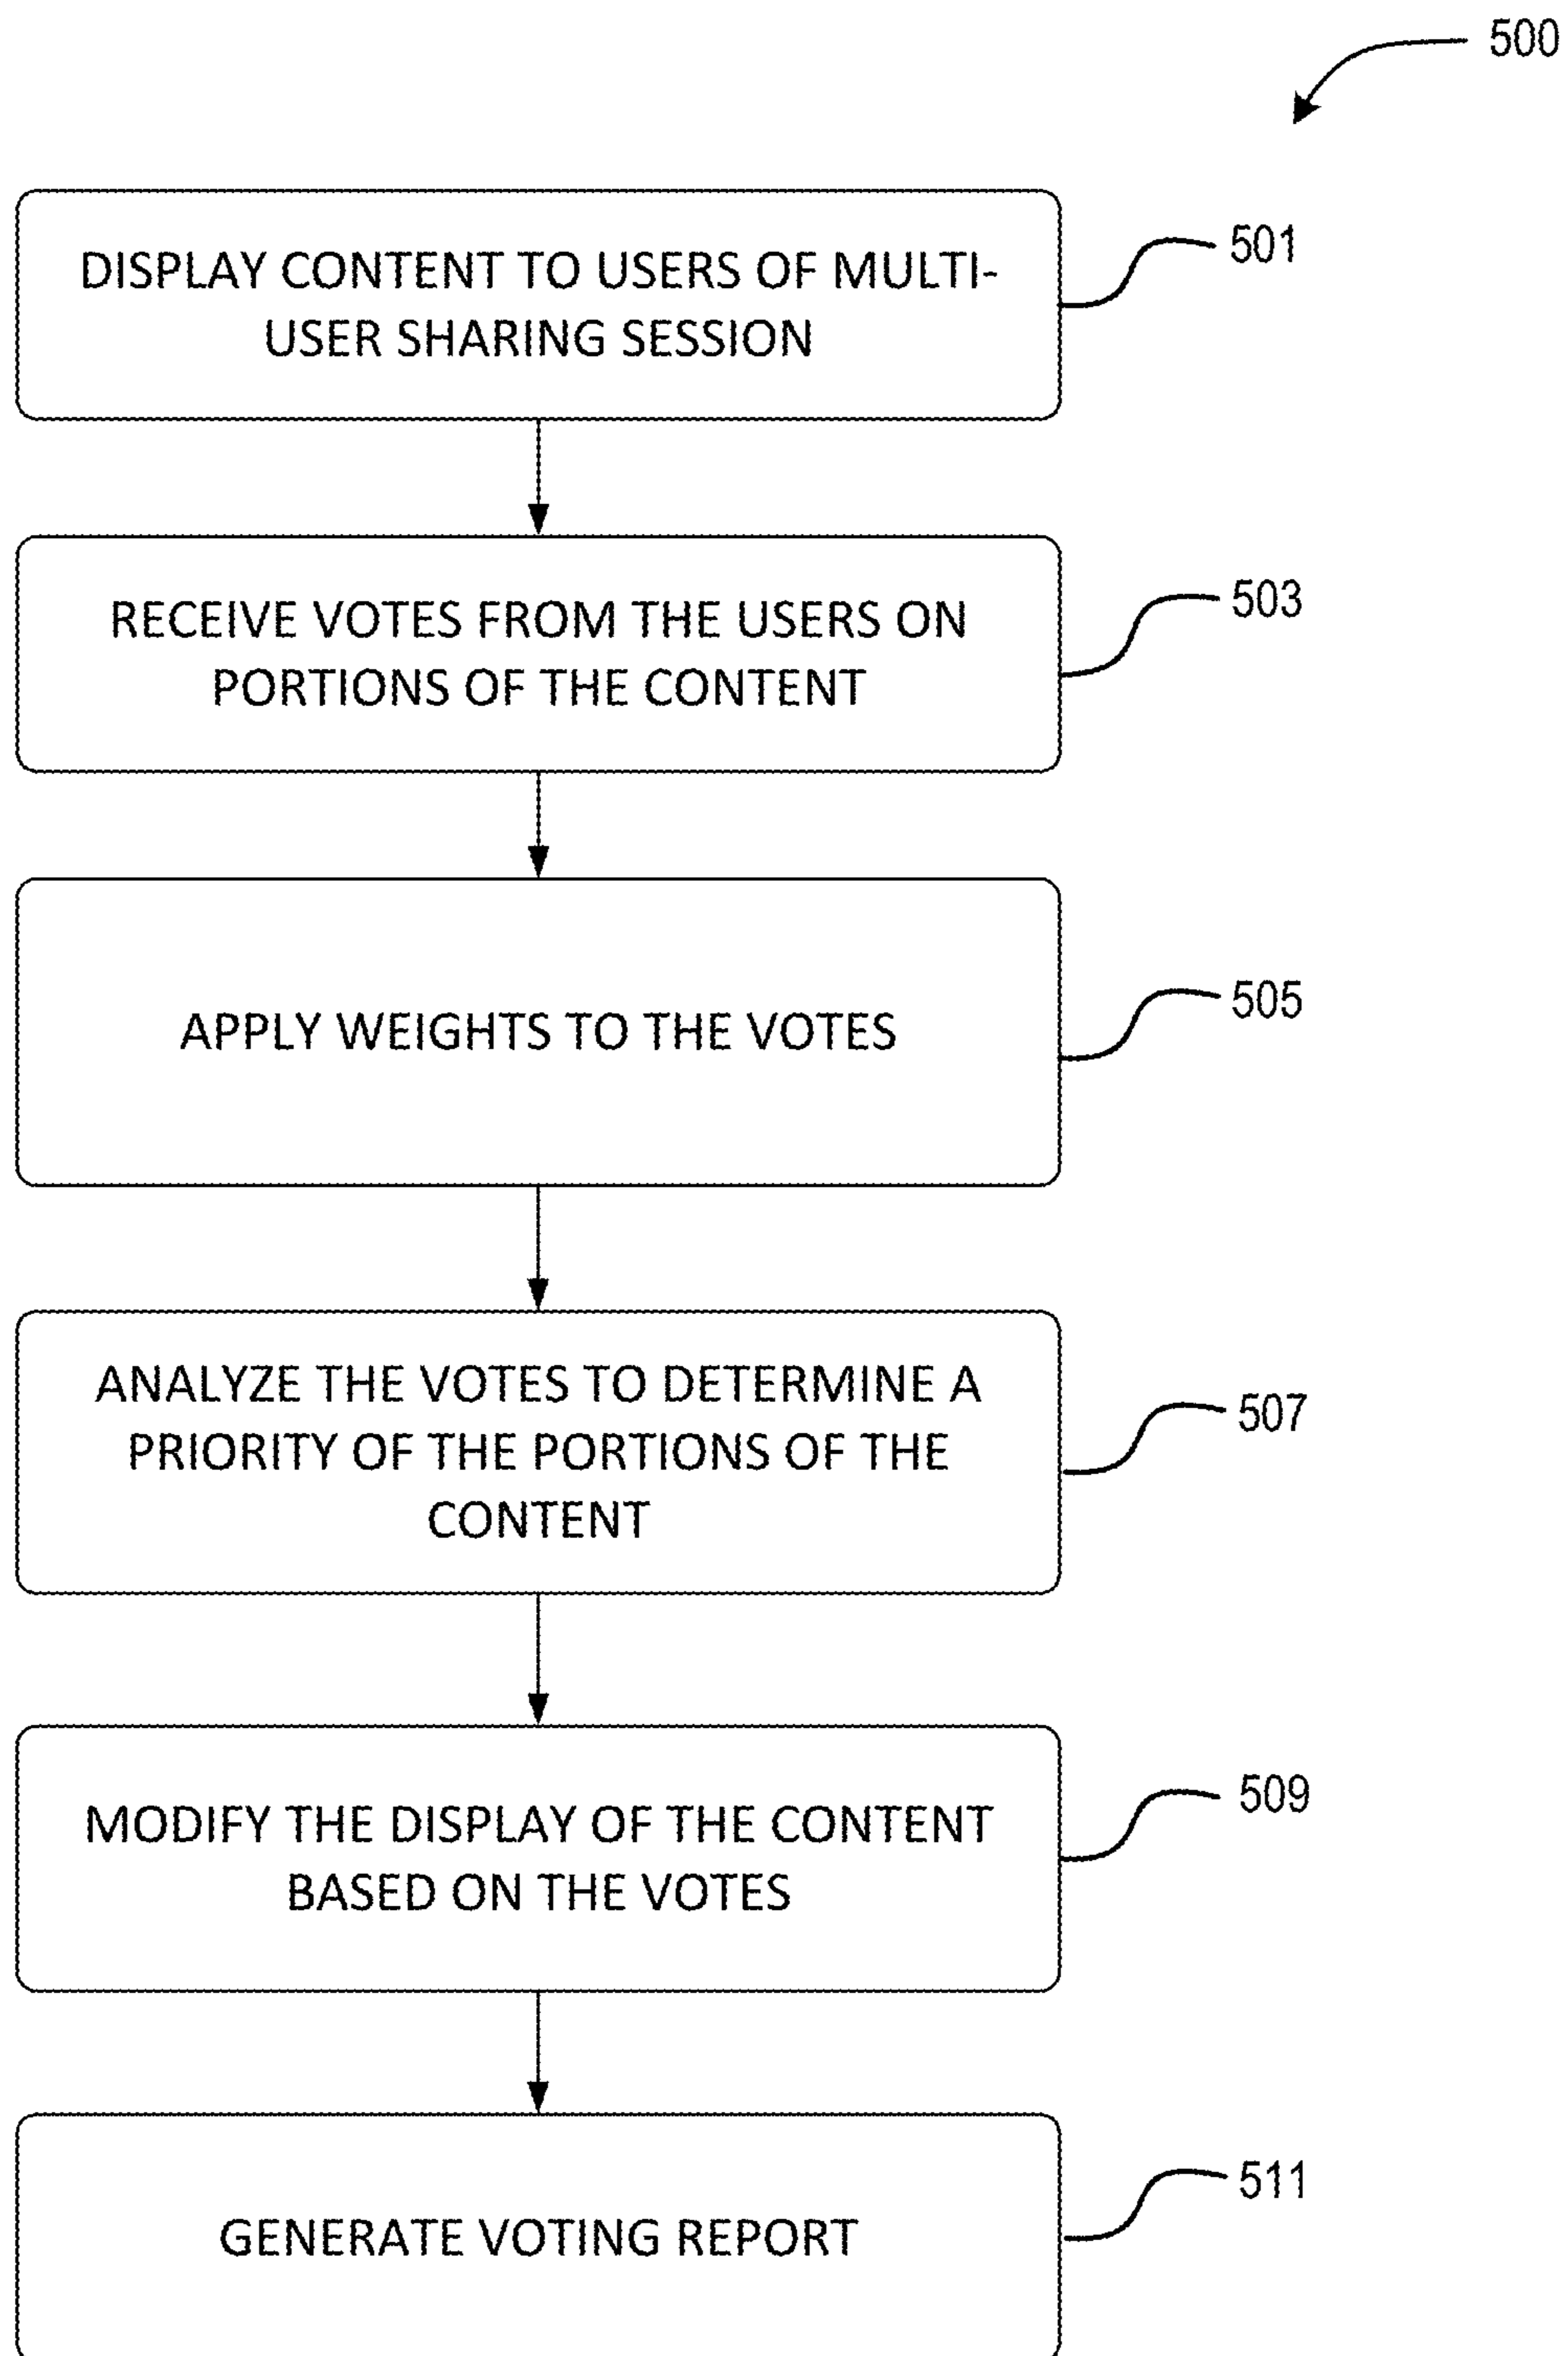 500
DISPLAY CONTENT TO USERS OF MULTI-
USER SHARING SESSION
501
RECEIVE VOTES FROM THE USERS ON
PORTIONS OF THE CONTENT
503
APPLY WEIGHTS TO THE VOTES
505
ANALYZE THE VOTES TO DETERMINE A
PRIORITY OF THE PORTIONS OF THE
CONTENT
507
MODIFY THE DISPLAY OF THE CONTENT
BASED ON THE VOTES
509
GENERATE VOTING REPORT
511